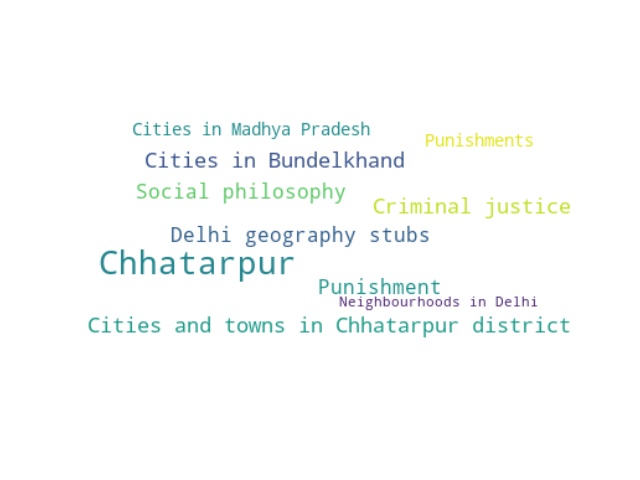 Cities in Madhya Pradesh
Punishments
Cities in Bundelkhand
Social philosophy
Criminal justice
Delhi geography stubs
Chhatarpur
Punishment
Neighbourhoods in Delhi
Cities and towns in Chhatarpur district